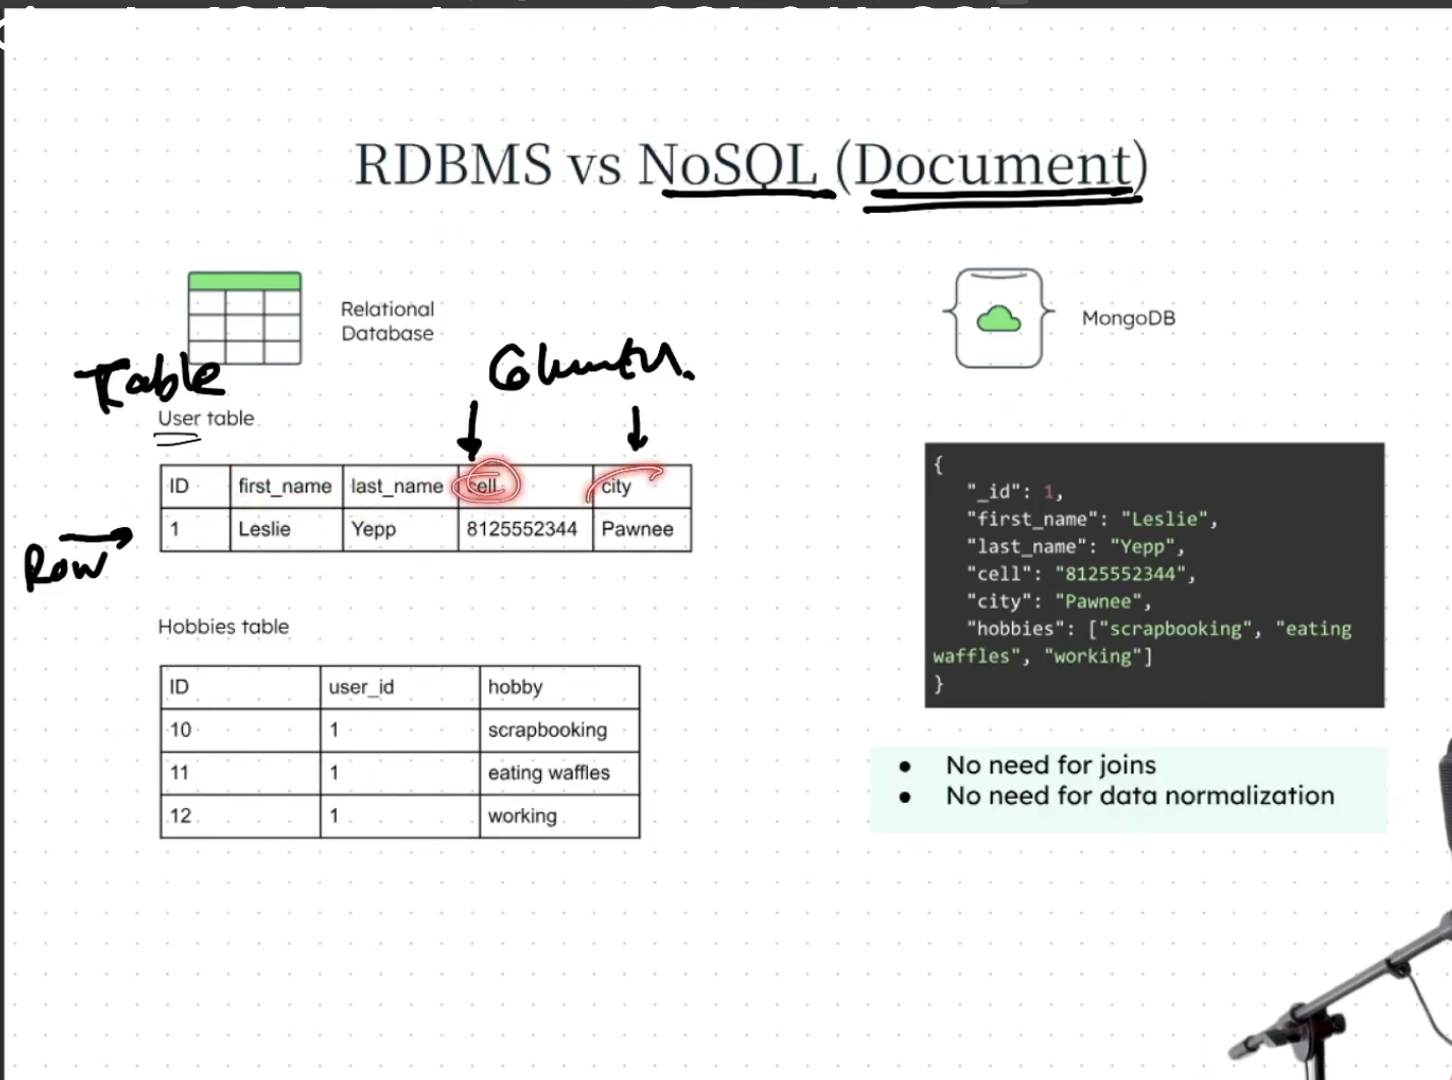 RDBMS vs NoSQL (Document)
Relational
Database
MongoDB
Table
User table
ID first_name last_name cell city
1 Leslie Yepp 8125552344 Pawnee
Row
Hobbies table
ID user_id hobby
10 1 scrapbooking
11 1 eating waffles
12 1 working
{
"_id": 1,
"first_name": "Leslie",
"last_name": "Yepp",
"cell": "8125552344",
"city": "Pawnee",
"hobbies": ["scrapbooking", "eating
waffles", "working"]
}
● No need for joins
● No need for data normalization